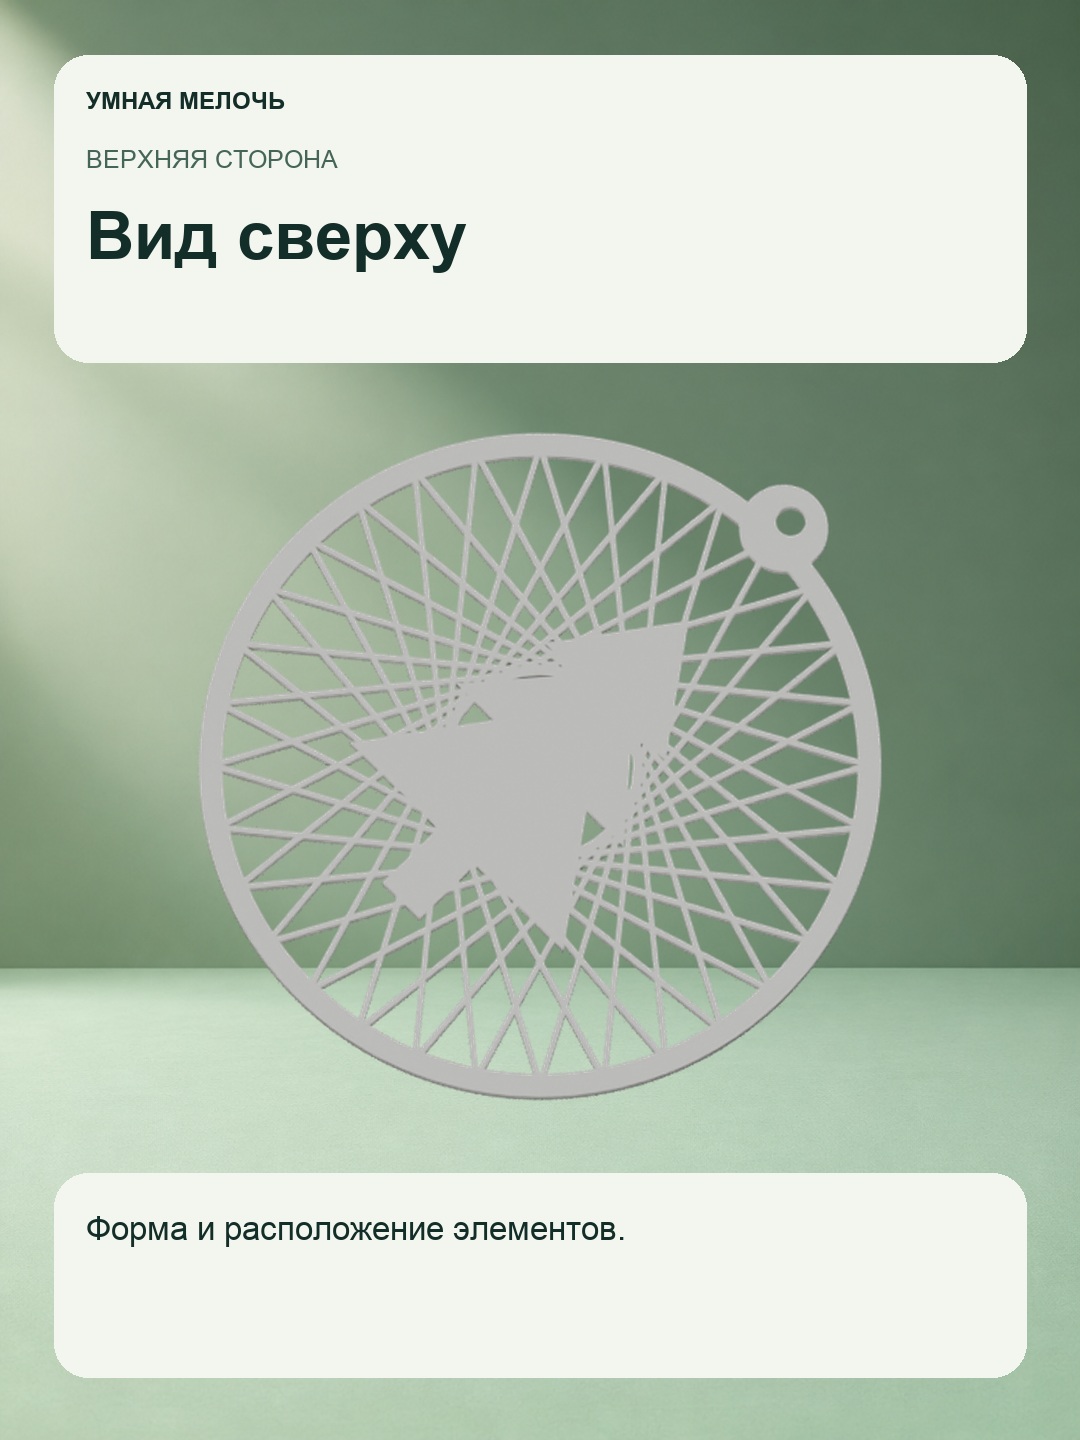 УМНАЯ МЕЛОЧЬ
ВЕРХНЯЯ СТОРОНА
Вид сверху
Форма и расположение элементов.